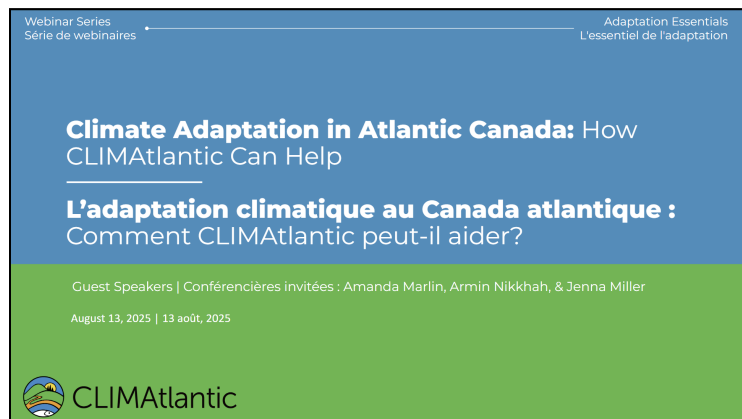 Webinar Series
Série de webinaires
Adaptation Essentials
L'essentiel de l'adaptation
Climate Adaptation in Atlantic Canada: How
CLIMAtlantic Can Help
L’adaptation climatique au Canada atlantique :
Comment CLIMAtlantic peut-il aider?
Guest Speakers | Conférencières invitées : Amanda Marlin, Armin Nikkhah, & Jenna Miller
August 13, 2025 | 13 août, 2025
CLIMAtlantic